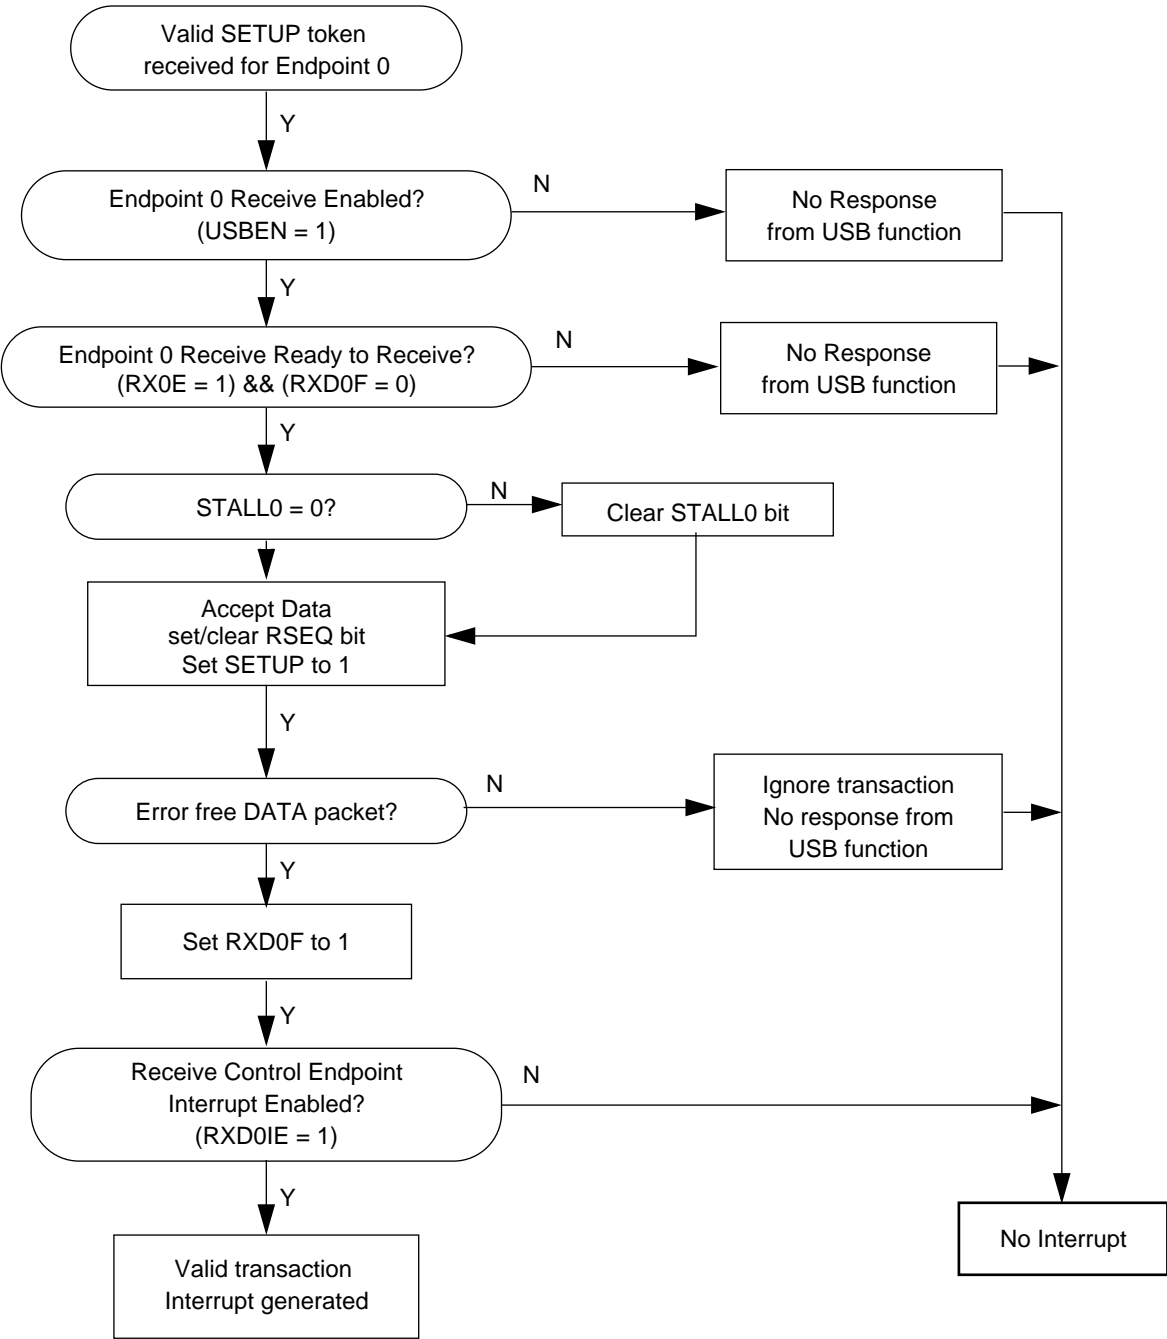 Valid SETUP token
received for Endpoint 0
Y
Endpoint 0 Receive Enabled?
(USBEN = 1)
N
No Response
from USB function
Y
Endpoint 0 Receive Ready to Receive?
(RX0E = 1) && (RXD0F = 0)
N
No Response
from USB function
Y
STALL0 = 0?
N
Clear STALL0 bit
Accept Data
set/clear RSEQ bit
Set SETUP to 1
Y
Error free DATA packet?
N
Ignore transaction
No response from
USB function
Y
Set RXD0F to 1
Y
Receive Control Endpoint
Interrupt Enabled?
(RXD0IE = 1)
N
Y
No Interrupt
Valid transaction
Interrupt generated